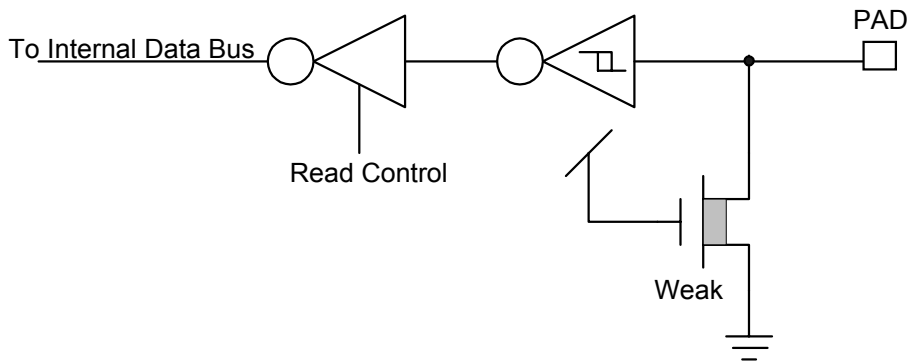 PAD
To Internal Data Bus
Read Control
Weak